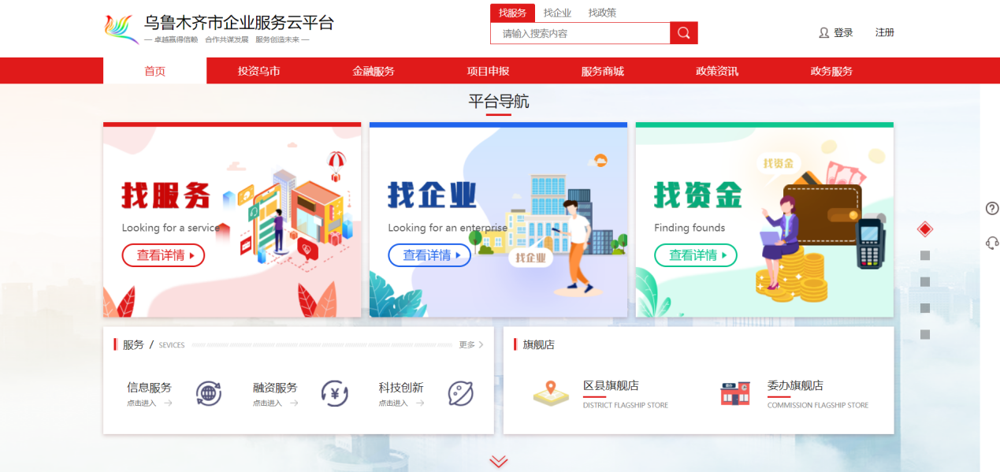 乌鲁木齐市企业服务云平台
— 卓越赢得信赖 合作共谋发展 服务创造未来 —
找服务 找企业 找政策
请输入搜索内容
登录 注册
首页 投资乌市 金融服务 项目申报 服务商城 政策资讯 政务服务
平台导航
找服务
Looking for a service
查看详情
找企业
Looking for an enterprise
查看详情
找企业
找资金
找资金
Finding founds
查看详情
服务 / SEVICES 更多
信息服务
点击进入
融资服务
点击进入
科技创新
点击进入
旗舰店
区县旗舰店
DISTRICT FLAGSHIP STORE
委办旗舰店
COMMISSION FLAGSHIP STORE